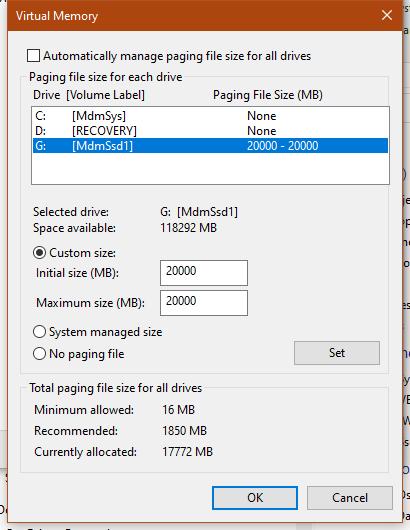 Virtual Memory
Automatically manage paging file size for all drives
Paging file size for each drive
Drive [Volume Label] Paging File Size (MB)
C: [MdmSys] None
D: [RECOVERY] None
G: [MdmSsd1] 20000 - 20000
Selected drive: G: [MdmSsd1]
Space available: 118292 MB
Custom size:
Initial size (MB): 20000
Maximum size (MB): 20000
System managed size
No paging file Set
Total paging file size for all drives
Minimum allowed: 16 MB
Recommended: 1850 MB
Currently allocated: 17772 MB
OK Cancel